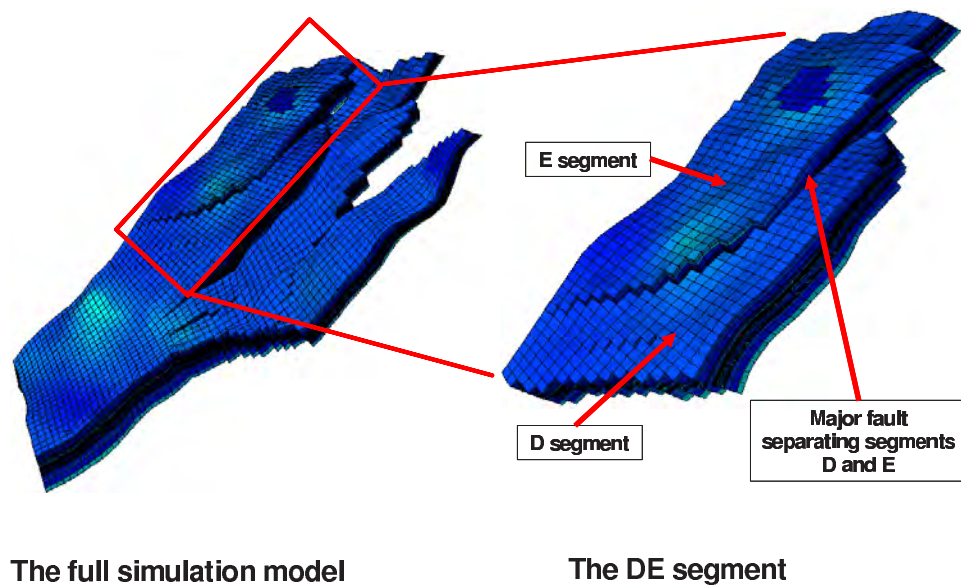 E segment
D segment
Major fault
separating segments
D and E
The full simulation model
The DE segment